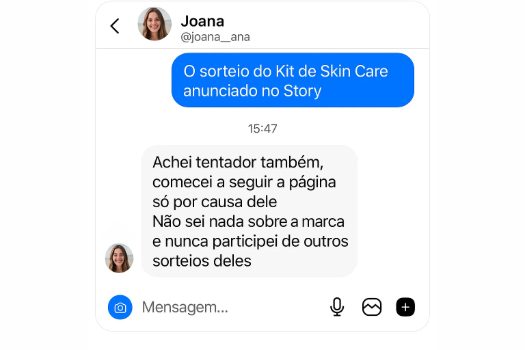 Joana
@joana__ana
O sorteio do Kit de Skin Care
anunciado no Story
15:47
Achei tentador também,
comecei a seguir a página
só por causa dele
Não sei nada sobre a marca
e nunca participei de outros
sorteios deles
Mensagem...